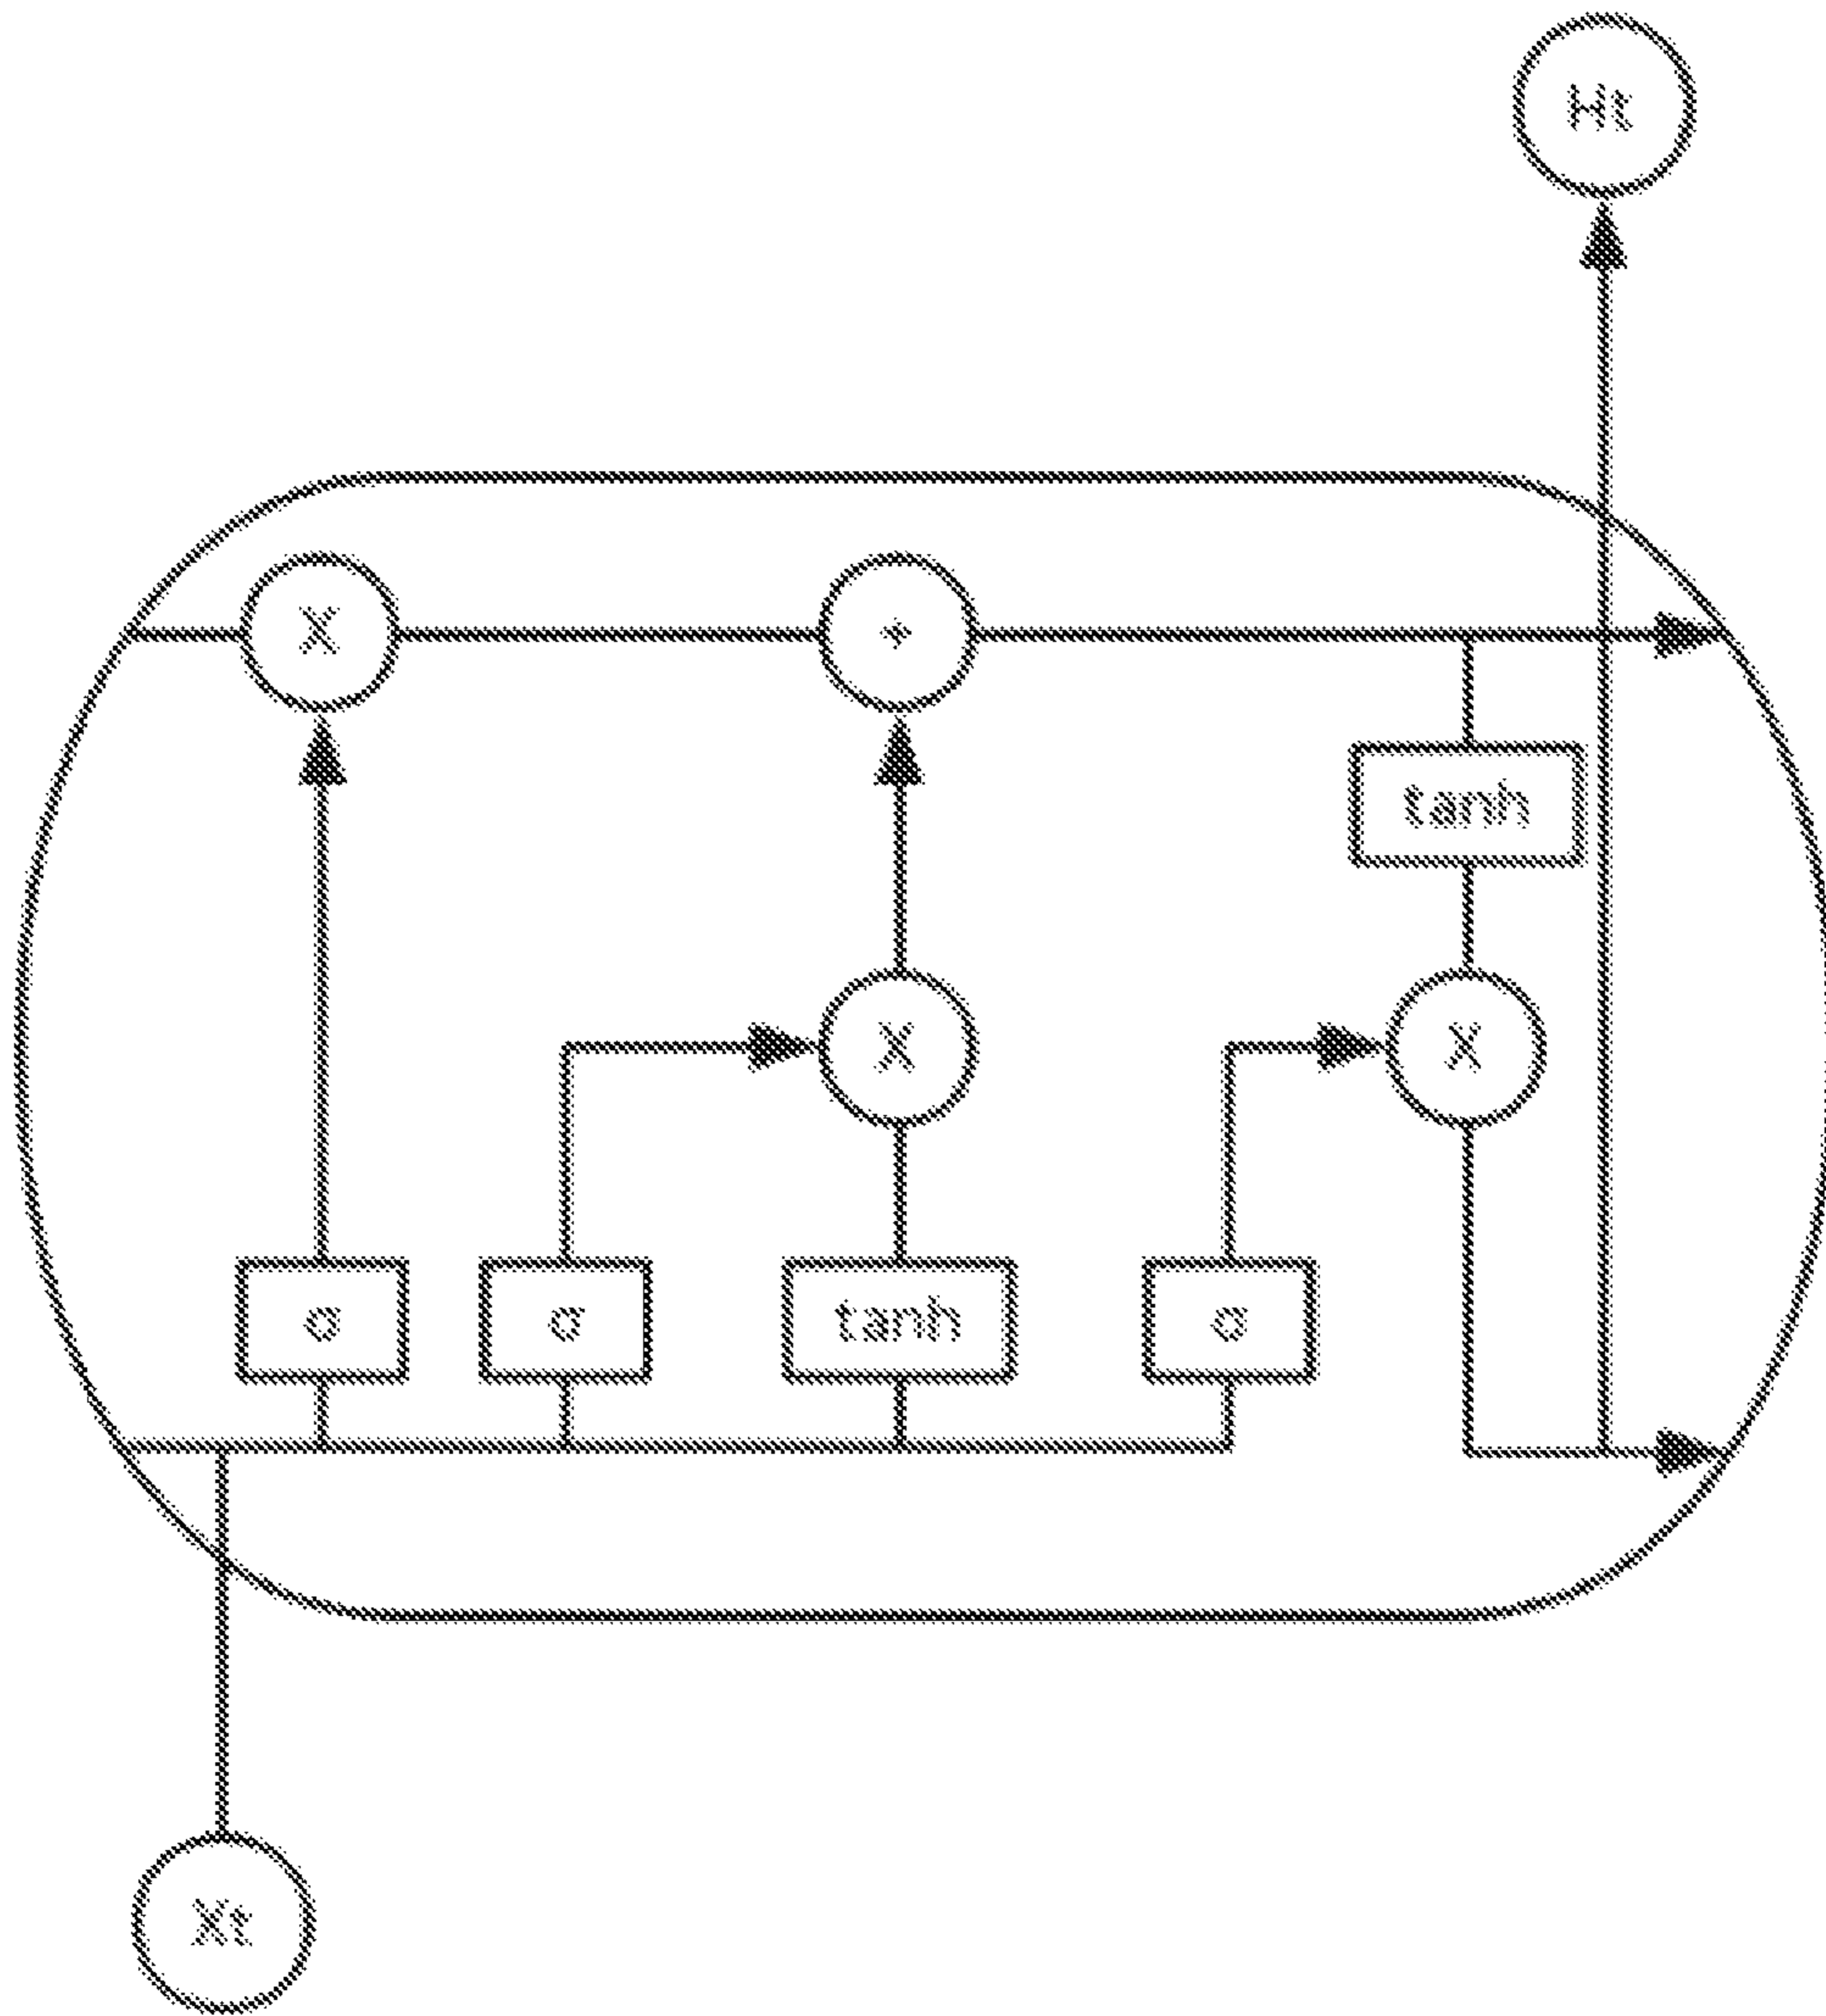 Ht
X +
tanh
X X
σ σ tanh σ
Xt